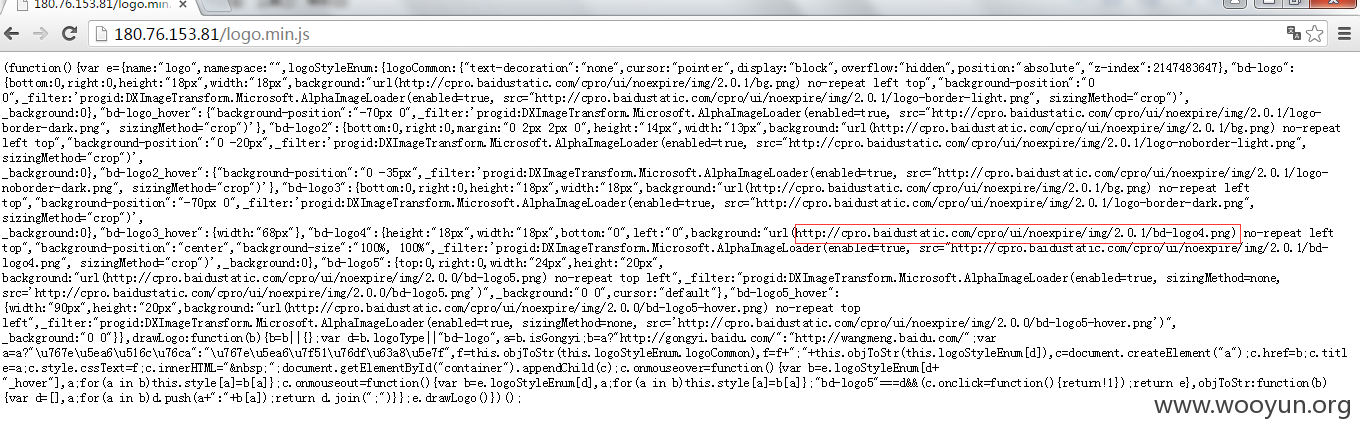 180.76.153.81/logo.min.
180.76.153.81/logo.min.js
(function(){var e={name:"logo",namespace:"",logoStyleEnum:{logoCommon:{"text-decoration":"none",cursor:"pointer",display:"block",overflow:"hidden",position:"absolute","z-index":2147483647},"bd-logo":
{bottom:0,right:0,height:"18px",width:"18px",background:"url(http://cpro.baidustatic.com/cpro/ui/noexpire/img/2.0.1/bg.png) no-repeat left top","background-position":"0
0",_filter:'progid:DXImageTransform.Microsoft.AlphaImageLoader(enabled=true, src="http://cpro.baidustatic.com/cpro/ui/noexpire/img/2.0.1/logo-border-light.png", sizingMethod="crop")',
_background:0},"bd-logo_hover":{"background-position":"-70px 0",_filter:'progid:DXImageTransform.Microsoft.AlphaImageLoader(enabled=true, src="http://cpro.baidustatic.com/cpro/ui/noexpire/img/2.0.1/logo-
border-dark.png", sizingMethod="crop")'},"bd-logo2":{bottom:0,right:0,margin:"0 2px 2px 0",height:"14px",width:"13px",background:"url(http://cpro.baidustatic.com/cpro/ui/noexpire/img/2.0.1/bg.png) no-repeat
left top","background-position":"0 -20px",_filter:'progid:DXImageTransform.Microsoft.AlphaImageLoader(enabled=true, src="http://cpro.baidustatic.com/cpro/ui/noexpire/img/2.0.1/logo-noborder-light.png",
sizingMethod="crop")',
_background:0},"bd-logo2_hover":{"background-position":"0 -35px",_filter:'progid:DXImageTransform.Microsoft.AlphaImageLoader(enabled=true, src="http://cpro.baidustatic.com/cpro/ui/noexpire/img/2.0.1/logo-
noborder-dark.png", sizingMethod="crop")'},"bd-logo3":{bottom:0,right:0,height:"18px",width:"18px",background:"url(http://cpro.baidustatic.com/cpro/ui/noexpire/img/2.0.1/bg.png) no-repeat left
top","background-position":"-70px 0",_filter:'progid:DXImageTransform.Microsoft.AlphaImageLoader(enabled=true, src="http://cpro.baidustatic.com/cpro/ui/noexpire/img/2.0.1/logo-border-dark.png",
sizingMethod="crop")',
_background:0},"bd-logo3_hover":{width:"68px"},"bd-logo4":{height:"18px",width:"18px",bottom:"0",left:"0",background:"url(http://cpro.baidustatic.com/cpro/ui/noexpire/img/2.0.1/bd-logo4.png) no-repeat left
top","background-position":"center","background-size":"100%, 100%",_filter:'progid:DXImageTransform.Microsoft.AlphaImageLoader(enabled=true, src="http://cpro.baidustatic.com/cpro/ui/noexpire/img/2.0.1/bd-
logo4.png", sizingMethod="crop")',_background:0},"bd-logo5":{top:0,right:0,width:"24px",height:"20px",
background:"url(http://cpro.baidustatic.com/cpro/ui/noexpire/img/2.0.0/bd-logo5.png) no-repeat top left",_filter:"progid:DXImageTransform.Microsoft.AlphaImageLoader(enabled=true, sizingMethod=none,
src='http://cpro.baidustatic.com/cpro/ui/noexpire/img/2.0.0/bd-logo5.png')",_background:"0 0",cursor:"default"},"bd-logo5_hover":
{width:"90px",height:"20px",background:"url(http://cpro.baidustatic.com/cpro/ui/noexpire/img/2.0.0/bd-logo5-hover.png) no-repeat top
left",_filter:"progid:DXImageTransform.Microsoft.AlphaImageLoader(enabled=true, sizingMethod=none, src='http://cpro.baidustatic.com/cpro/ui/noexpire/img/2.0.0/bd-logo5-hover.png')",
_background:"0 0"}},drawLogo:function(b){b=b||{};var d=b.logoType||"bd-logo",a=b.isGongyi;b=a?"http://gongyi.baidu.com/":"http://wangmeng.baidu.com/";var
a=a?"\u767e\u5ea6\u516c\u76ca":"\u767e\u5ea6\u7f51\u76df\u63a8\u5e7f",f=this.objToStr(this.logoStyleEnum.logoCommon),f=f+";"+this.objToStr(this.logoStyleEnum[d]),c=document.createElement("a");c.href=b;c.titl
e=a;c.style.cssText=f;c.innerHTML="&nbsp;";document.getElementById("container").appendChild(c);c.onmouseover=function(){var b=e.logoStyleEnum[d+
"_hover"],a;for(a in b)this.style[a]=b[a]};c.onmouseout=function(){var b=e.logoStyleEnum[d],a;for(a in b)this.style[a]=b[a]};"bd-logo5"===d&&(c.onclick=function(){return!1});return e},objToStr:function(b)
{var d=[],a;for(a in b)d.push(a+":"+b[a]);return d.join(";")}};e.drawLogo()})();
www.wooyun.org